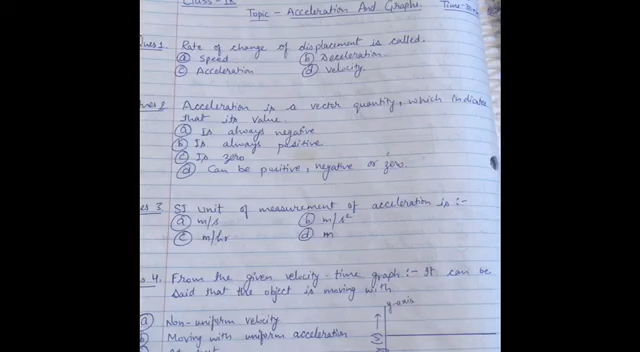 Class - IX
Topic - Acceleration And Graphs Time-
Ques 1. Rate of change of displacement is called.
(a) Speed (b) Deceleration
(c) Acceleration (d) Velocity
Ques 2 Acceleration is a vector quantity, which indicates
that its value.
(a) Is always negative
(b) Is always positive
(c) Is zero
(d) Can be positive, negative or zero.
es 3 SI unit of measurement of acceleration is :-
(a) m/s (b) m/s²
(c) m/hr (d) m
s 4. From the given velocity-time graph :- It can be
said that the object is moving with
y-axis
(a) Non-uniform velocity
(b) Moving with uniform acceleration